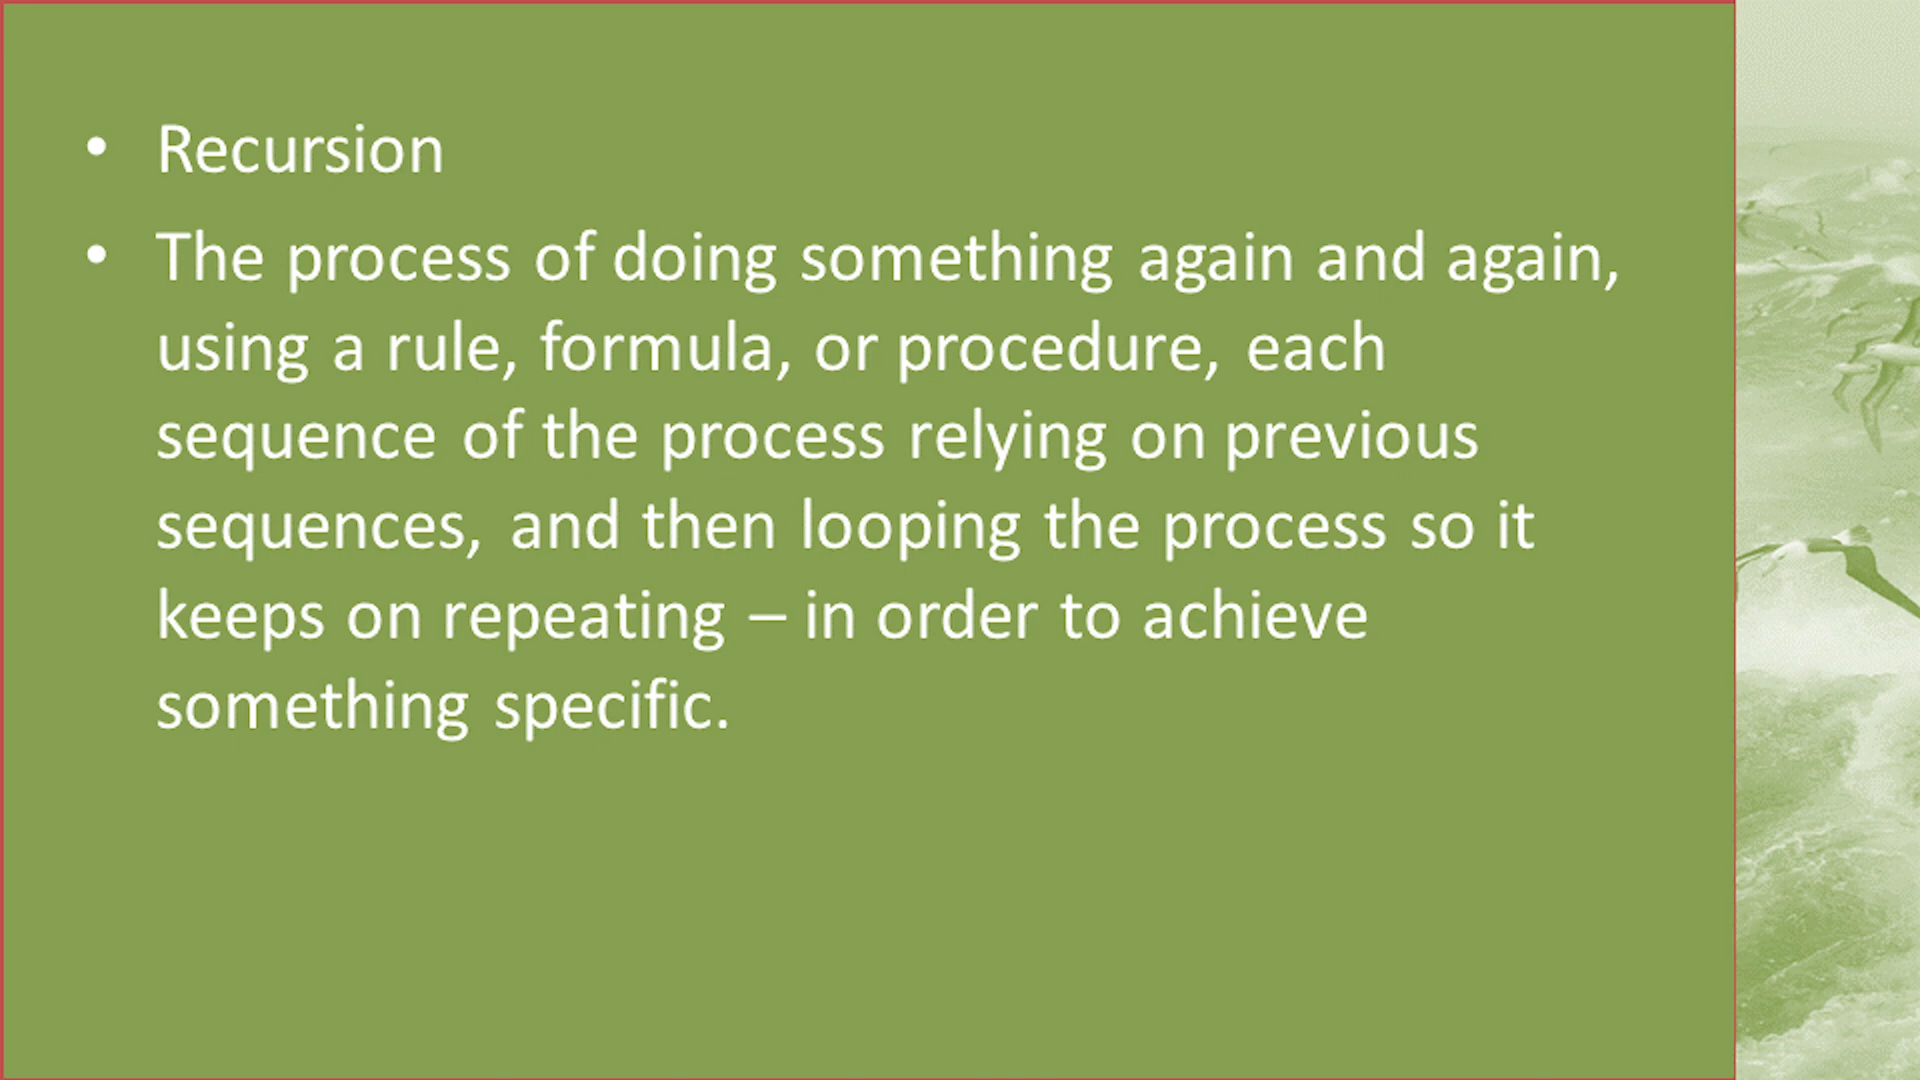 • Recursion
• The process of doing something again and again,
using a rule, formula, or procedure, each
sequence of the process relying on previous
sequences, and then looping the process so it
keeps on repeating – in order to achieve
something specific.